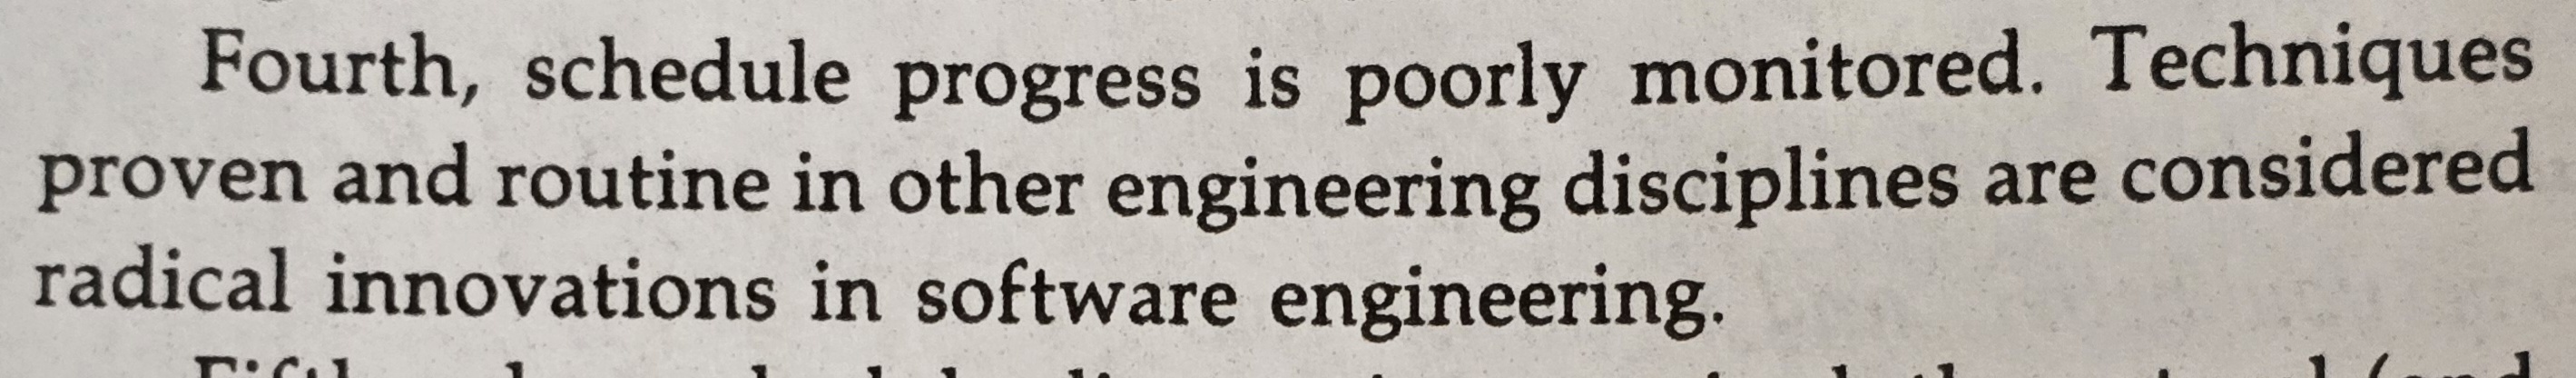 Fourth, schedule progress is poorly monitored. Techniques
proven and routine in other engineering disciplines are considered
radical innovations in software engineering.